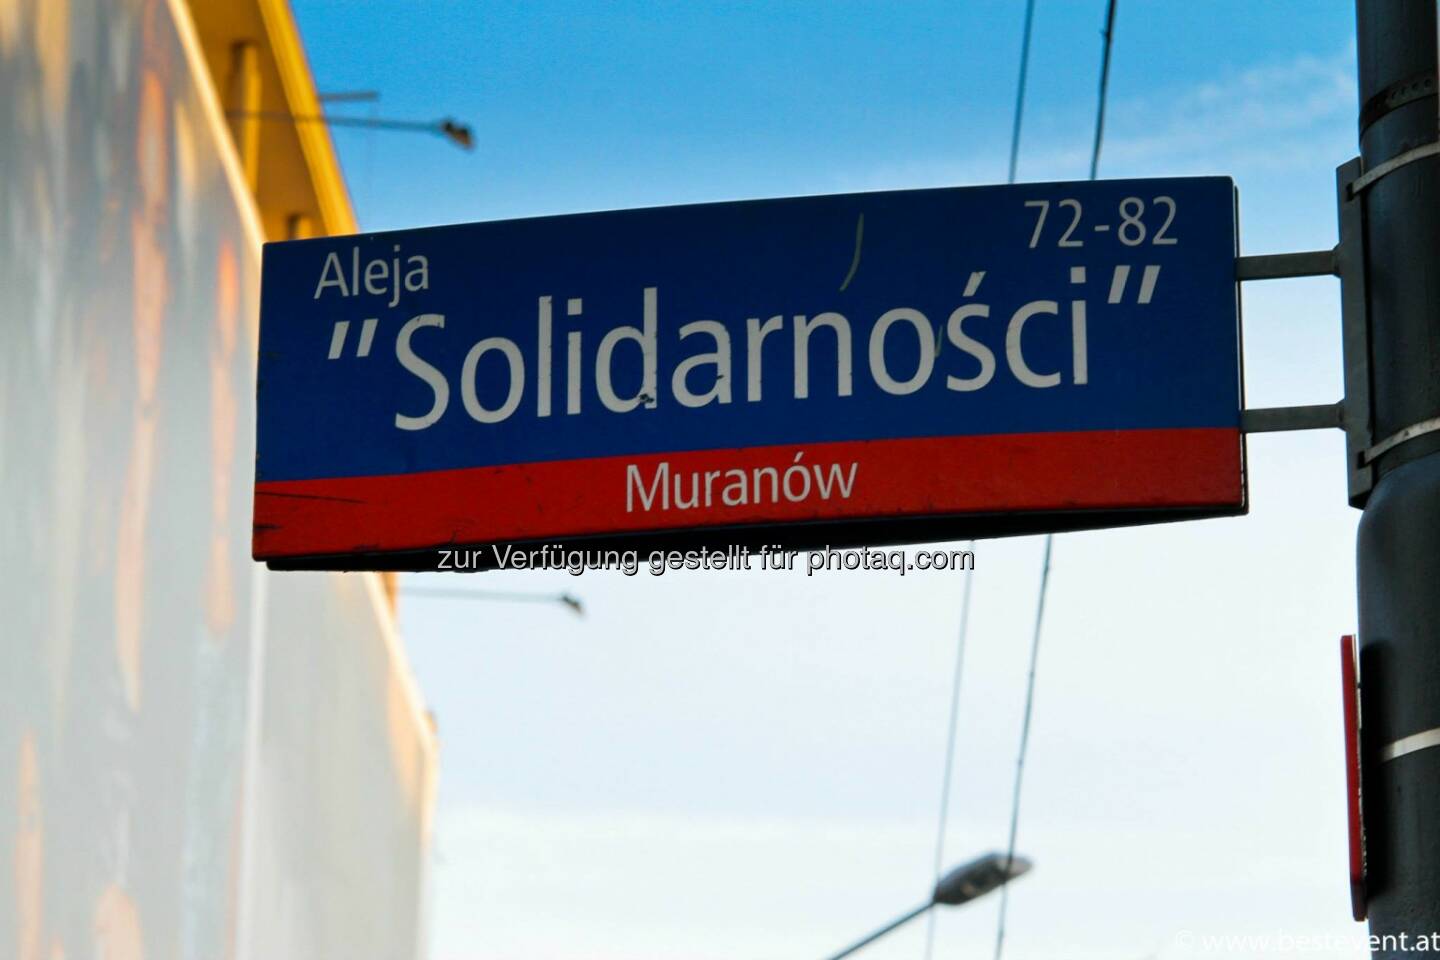 72-82
Aleja
"Solidarności"
Muranów
zur Verfügung gestellt für photaq.com
© www.bestevent.at